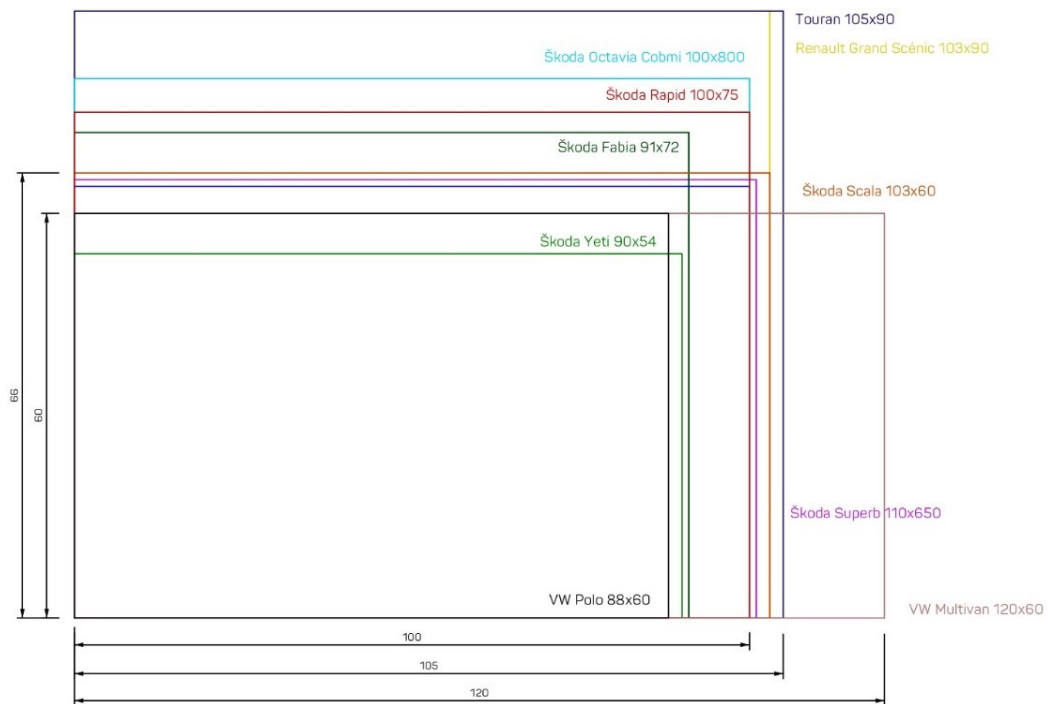 Touran 105x90
Renault Grand Scénic 103x90
Škoda Octavia Cobmi 100x800
Škoda Rapid 100x75
Škoda Fabia 91x72
Škoda Scala 103x60
Škoda Yeti 90x54
66
60
Škoda Superb 110x650
VW Polo 88x60
VW Multivan 120x60
100
105
120